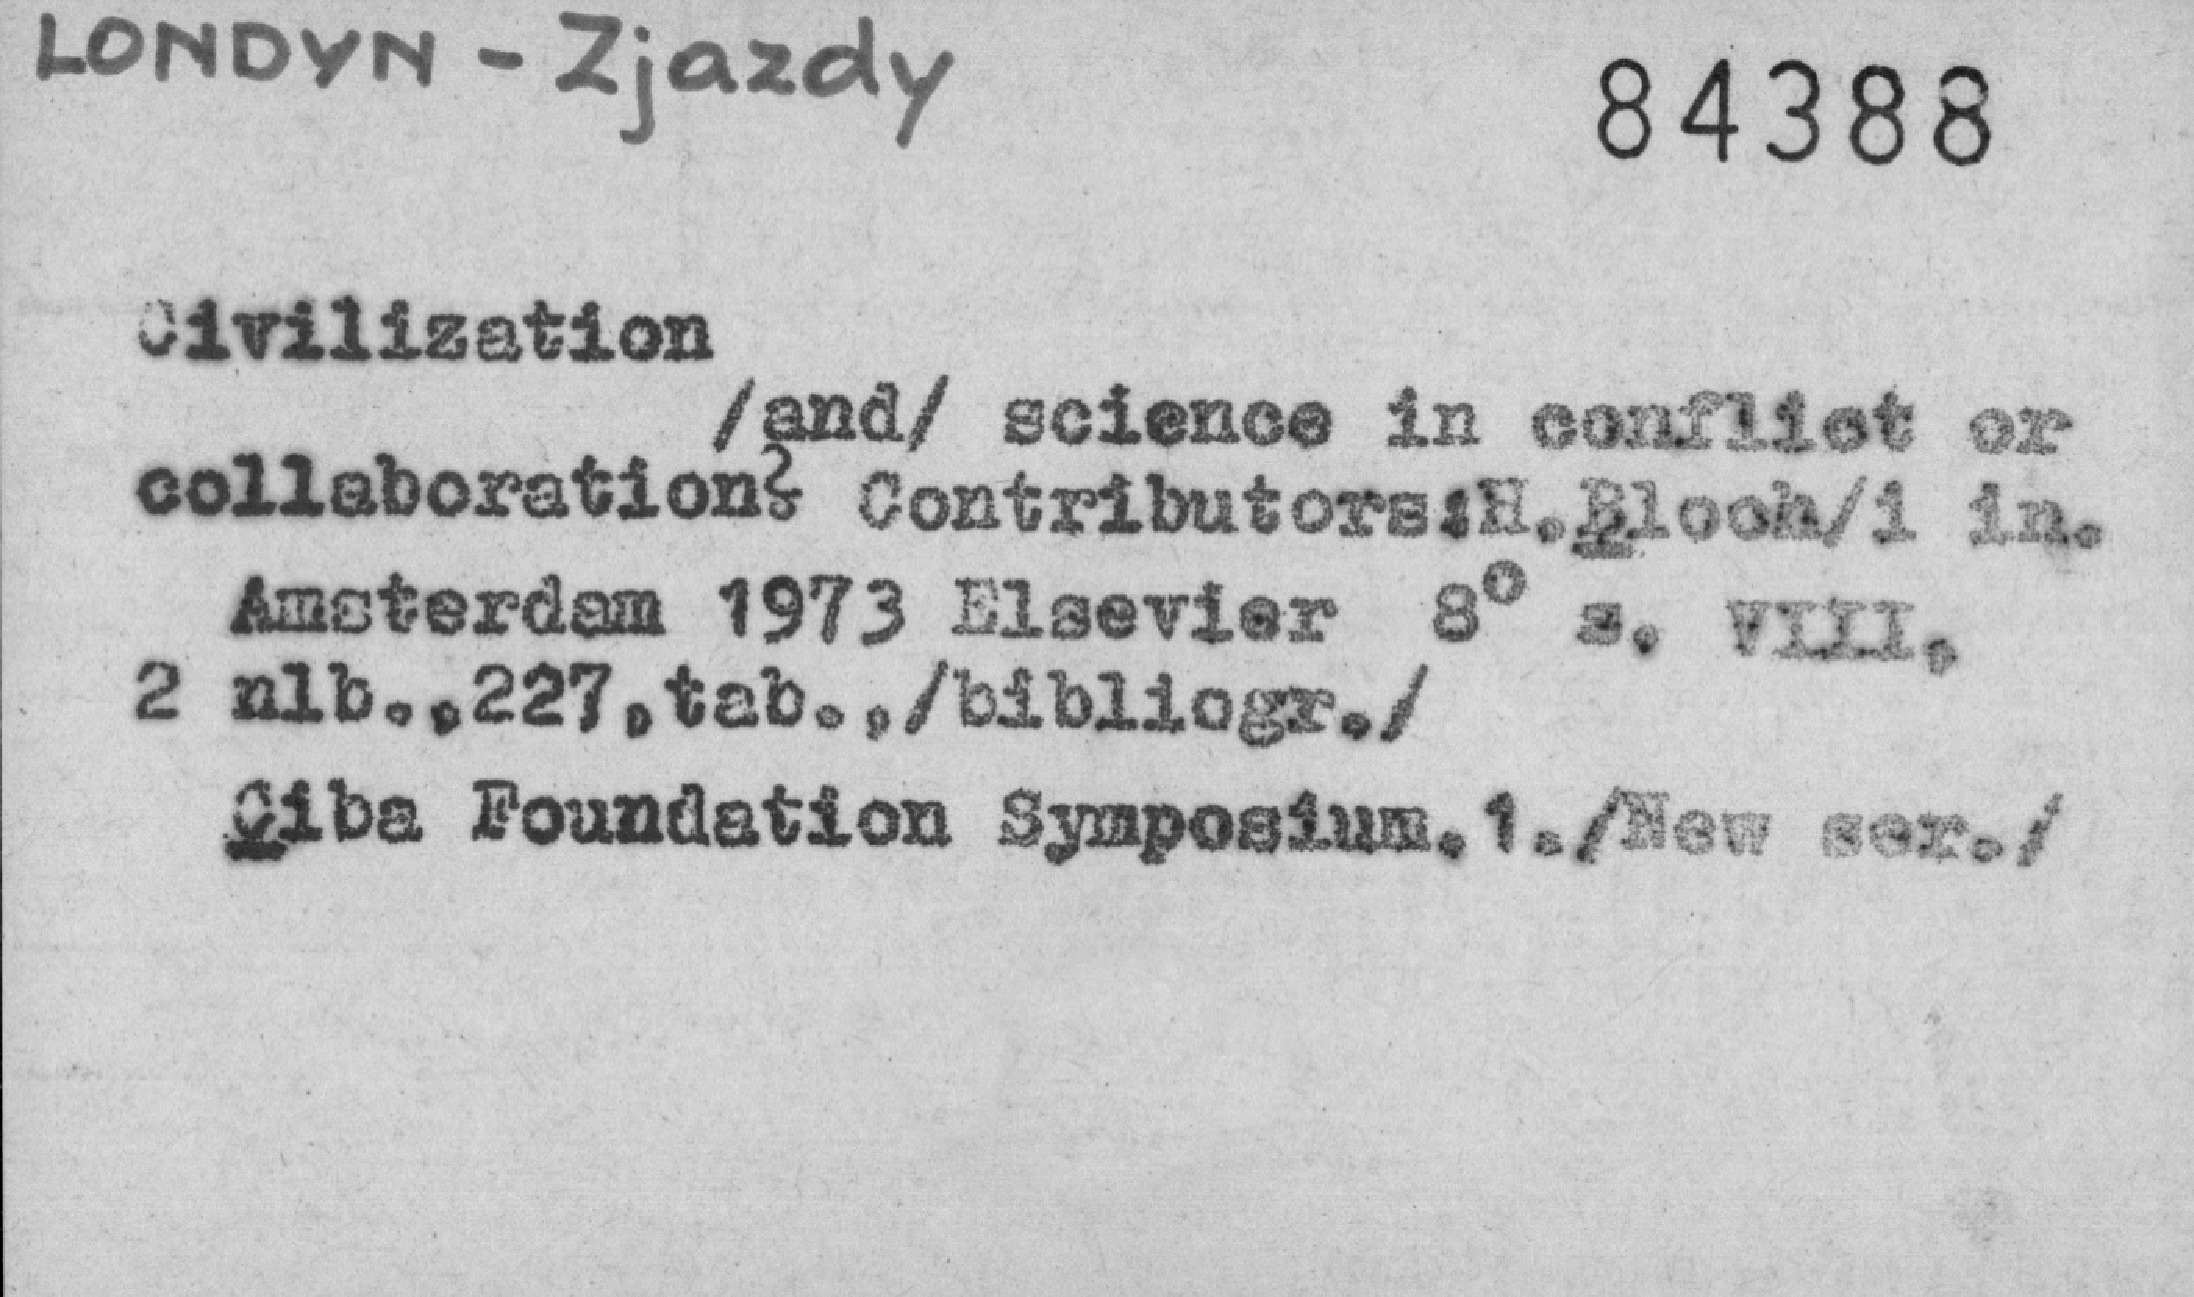 LONDYN - Zjazdy
84388
Civilization
/and/ science in conflict or
collaboration? Contributors:H.Bloch/i in.
Amsterdam 1973 Elsevier 8° s. VIII,
2 nlb.,227,tab.,/bibliogr./
Ciba Foundation Symposium.1./New ser./